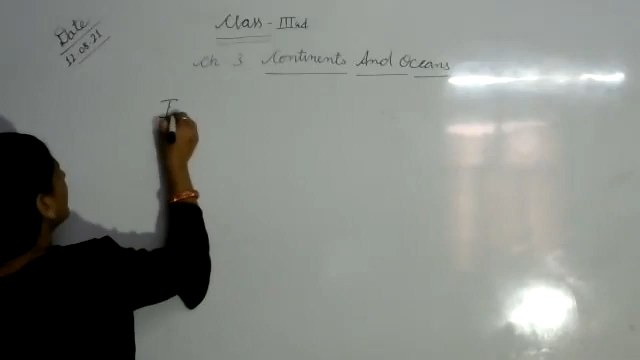 Date
12.08.21
Class - IIIrd
Ch 3 Continents And Oceans
I